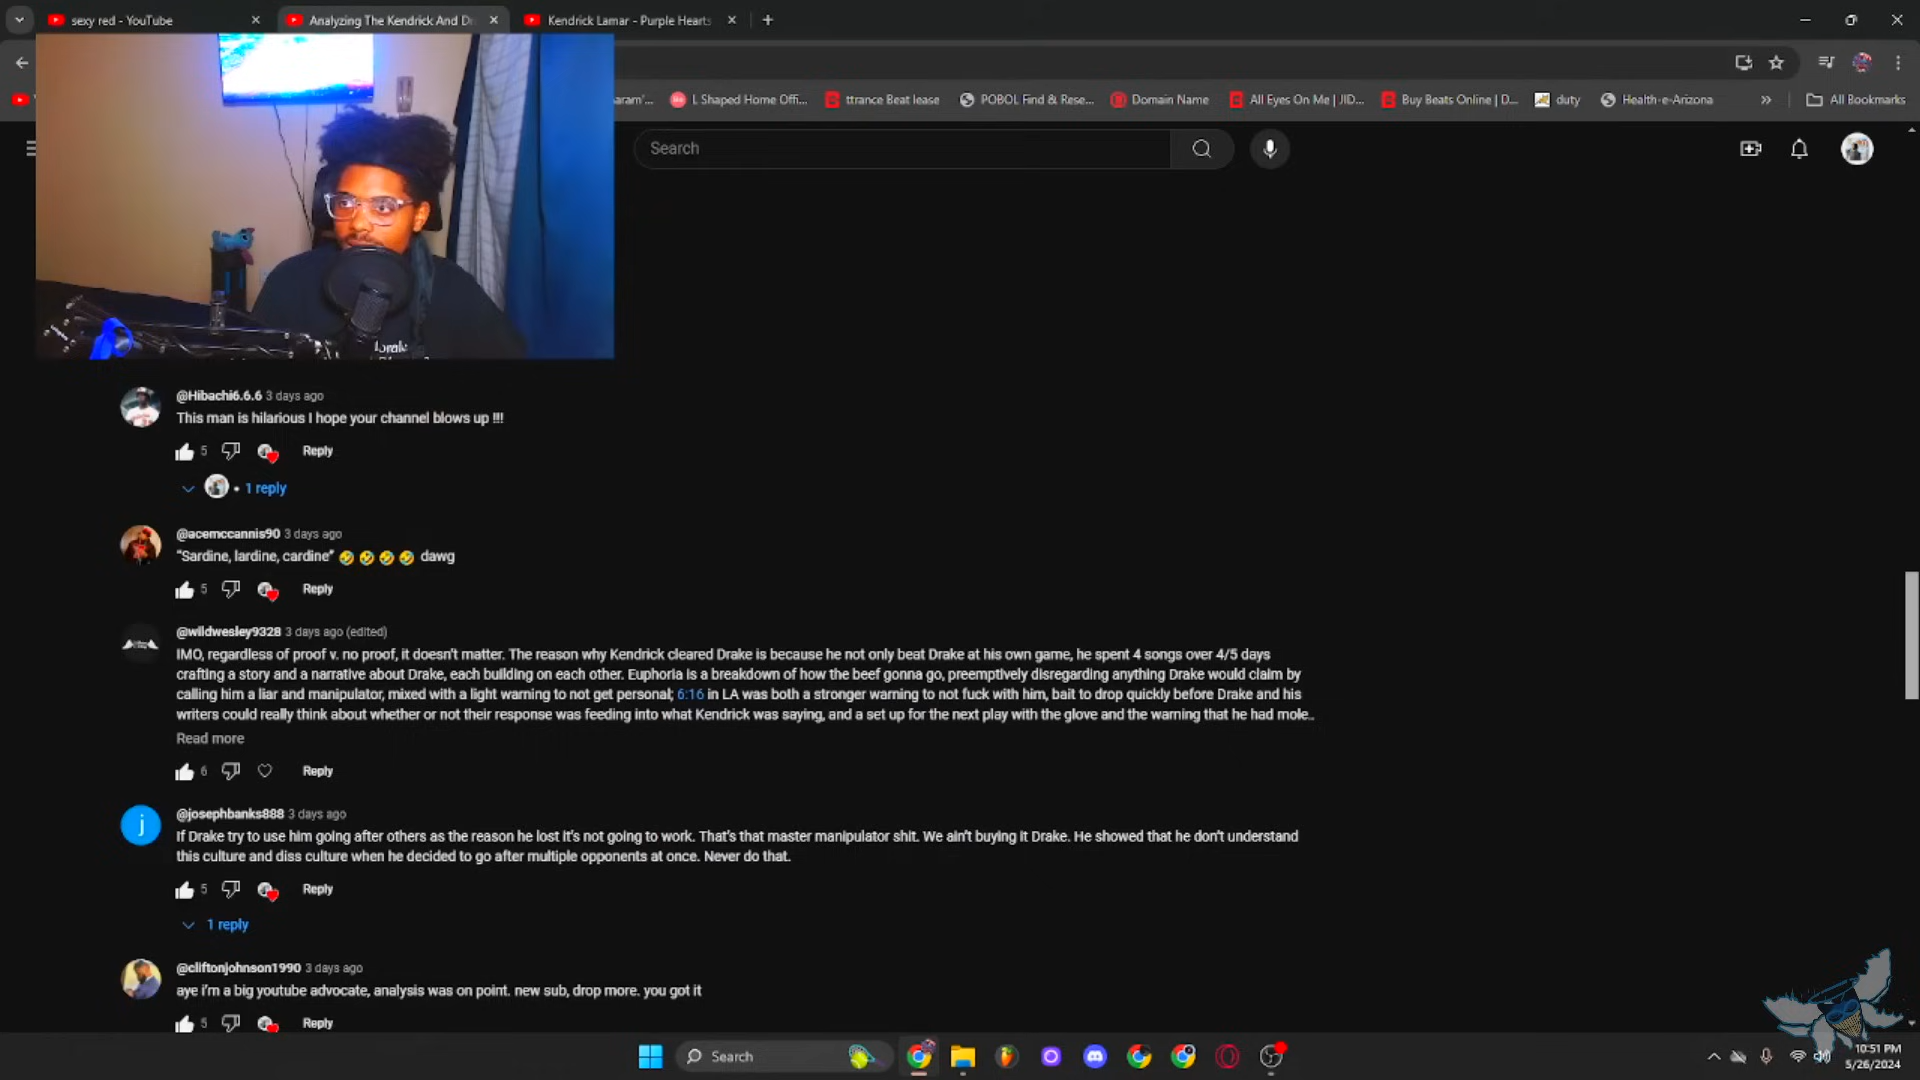 sexy red - YouTube
Analyzing The Kendrick And Dr
Kendrick Lamar - Purple Hearts
aram'...
L Shaped Home Offi...
ttrance Beat lease
POBOL Find & Rese...
Domain Name
All Eyes On Me | JID...
Buy Beats Online | D...
duty
Health-e-Arizona
All Bookmarks
Search
@Hibachi6.6.6 3 days ago
This man is hilarious I hope your channel blows up !!!
5 Reply
• 1 reply
@acemccannis90 3 days ago
"Sardine, lardine, cardine" 🤣 🤣 🤣 🤣 dawg
5 Reply
@wildwesley9328 3 days ago (edited)
IMO, regardless of proof v. no proof, it doesn't matter. The reason why Kendrick cleared Drake is because he not only beat Drake at his own game, he spent 4 songs over 4/5 days
crafting a story and a narrative about Drake, each building on each other. Euphoria is a breakdown of how the beef gonna go, preemptively disregarding anything Drake would claim by
calling him a liar and manipulator, mixed with a light warning to not get personal; 6:16 in LA was both a stronger warning to not fuck with him, bait to drop quickly before Drake and his
writers could really think about whether or not their response was feeding into what Kendrick was saying, and a set up for the next play with the glove and the warning that he had mole..
Read more
6 Reply
j
@josephbanks888 3 days ago
If Drake try to use him going after others as the reason he lost it's not going to work. That's that master manipulator shit. We ain't buying it Drake. He showed that he don't understand
this culture and diss culture when he decided to go after multiple opponents at once. Never do that.
5 Reply
1 reply
@cliftonjohnson1990 3 days ago
aye i'm a big youtube advocate, analysis was on point. new sub, drop more. you got it
5 Reply
Search
10:51 PM
5/26/2024